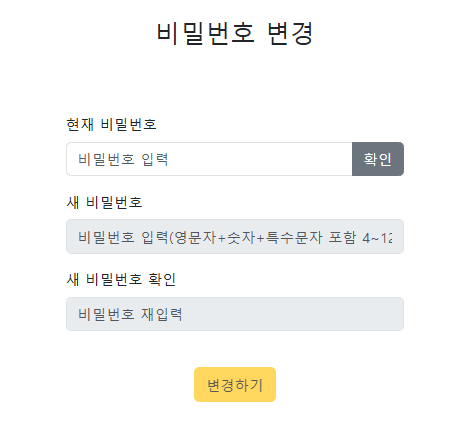 비밀번호 변경
현재 비밀번호
비밀번호 입력 확인
새 비밀번호
비밀번호 입력(영문자+숫자+특수문자 포함 4~12
새 비밀번호 확인
비밀번호 재입력
변경하기